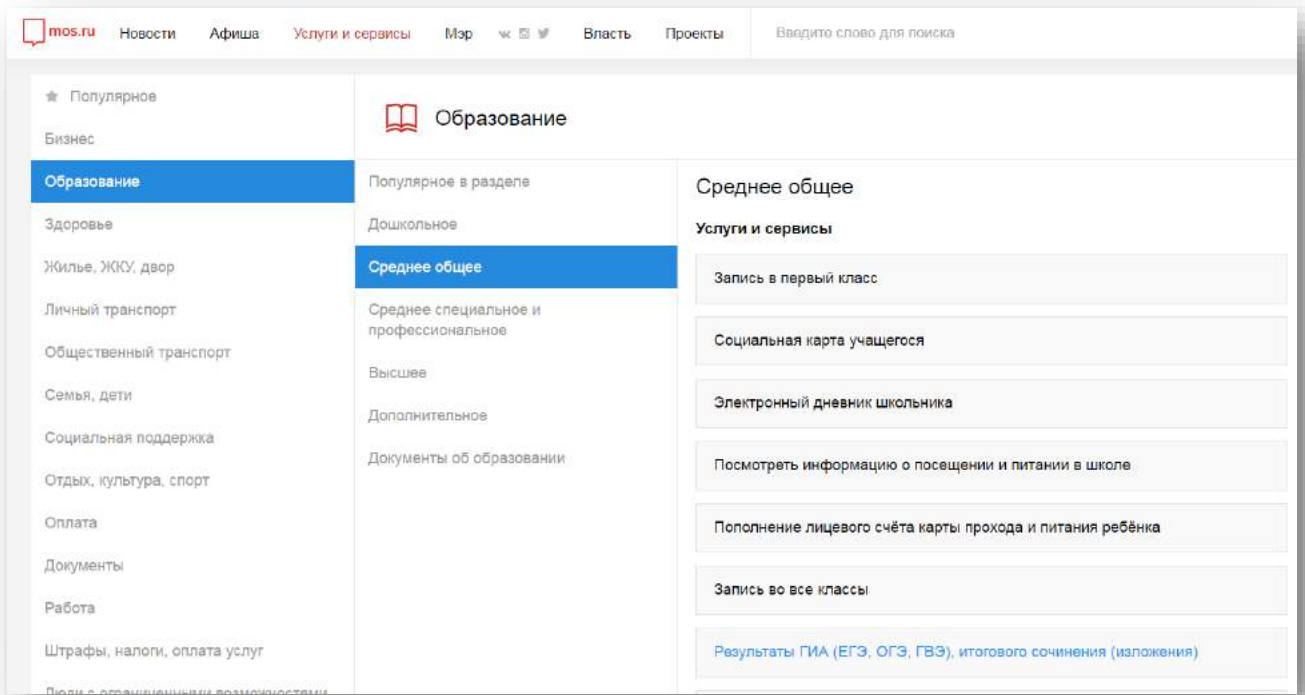 mos.ru Новости Афиша Услуги и сервисы Мэр Власть Проекты Введите слово для поиска
Популярное
Бизнес
Образование
Здоровье
Жилье, ЖКУ, двор
Личный транспорт
Общественный транспорт
Семья, дети
Социальная поддержка
Отдых, культура, спорт
Оплата
Документы
Работа
Штрафы, налоги, оплата услуг
Люди с ограниченными возможностями
Образование
Популярное в разделе
Дошкольное
Среднее общее
Среднее специальное и
профессиональное
Высшее
Дополнительное
Документы об образовании
Среднее общее
Услуги и сервисы
Запись в первый класс
Социальная карта учащегося
Электронный дневник школьника
Посмотреть информацию о посещении и питании в школе
Пополнение лицевого счёта карты прохода и питания ребёнка
Запись во все классы
Результаты ГИА (ЕГЭ, ОГЭ, ГВЭ), итогового сочинения (изложения)